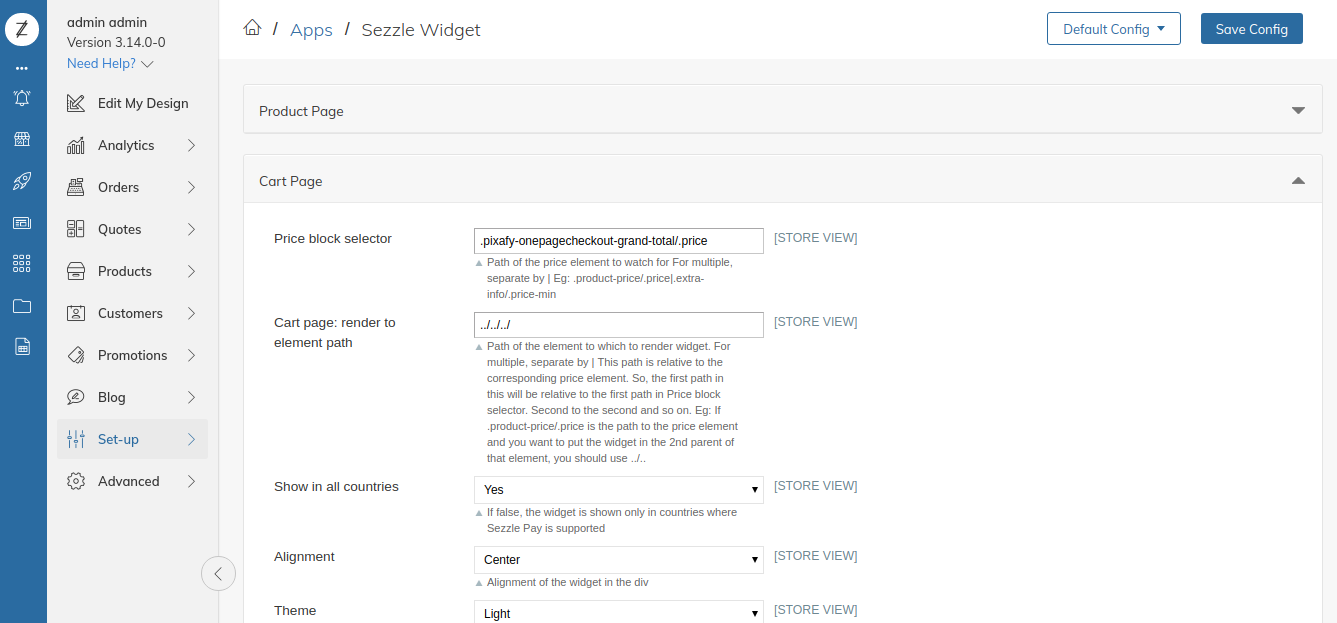 admin admin
Version 3.14.0-0
Need Help?
Edit My Design
Analytics
Orders
Quotes
Products
Customers
Promotions
Blog
Set-up
Advanced
/ Apps / Sezzle Widget
Default Config
Save Config
Product Page
Cart Page
Price block selector
.pixafy-onepagecheckout-grand-total/.price
[STORE VIEW]
Path of the price element to watch for For multiple,
separate by | Eg: .product-price/.price|.extra-
info/.price-min
Cart page: render to
element path
../../../
[STORE VIEW]
Path of the element to which to render widget. For
multiple, separate by | This path is relative to the
corresponding price element. So, the first path in
this will be relative to the first path in Price block
selector. Second to the second and so on. Eg: If
.product-price/.price is the path to the price element
and you want to put the widget in the 2nd parent of
that element, you should use ../..
Show in all countries
Yes
[STORE VIEW]
If false, the widget is shown only in countries where
Sezzle Pay is supported
Alignment
Center
[STORE VIEW]
Alignment of the widget in the div
Theme
Light
[STORE VIEW]